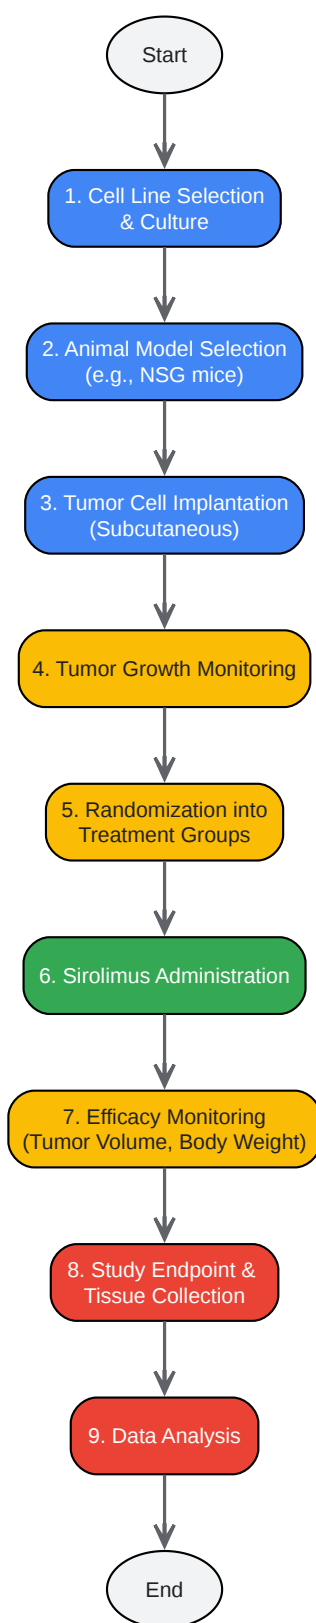 Start
1. Cell Line Selection
& Culture
2. Animal Model Selection
(e.g., NSG mice)
3. Tumor Cell Implantation
(Subcutaneous)
4. Tumor Growth Monitoring
5. Randomization into
Treatment Groups
6. Sirolimus Administration
7. Efficacy Monitoring
(Tumor Volume, Body Weight)
8. Study Endpoint &
Tissue Collection
9. Data Analysis
End